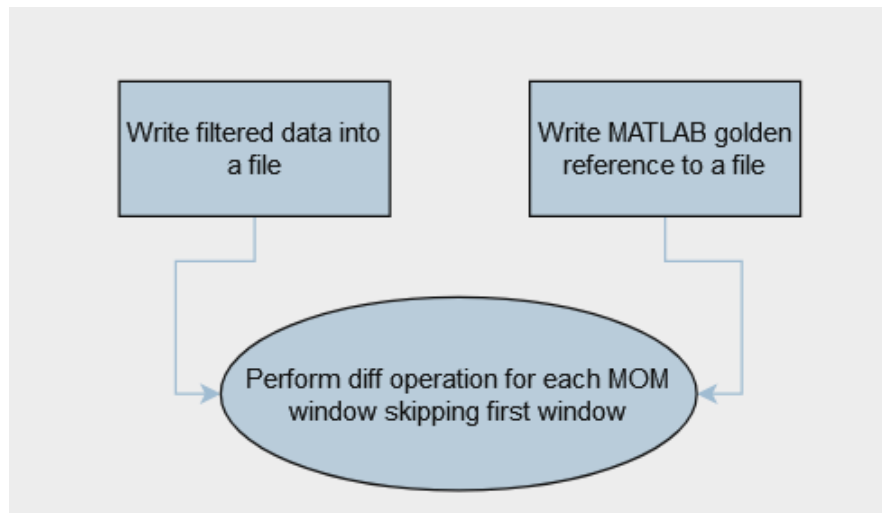 Write filtered data into
a file
Write MATLAB golden
reference to a file
Perform diff operation for each MOM
window skipping first window